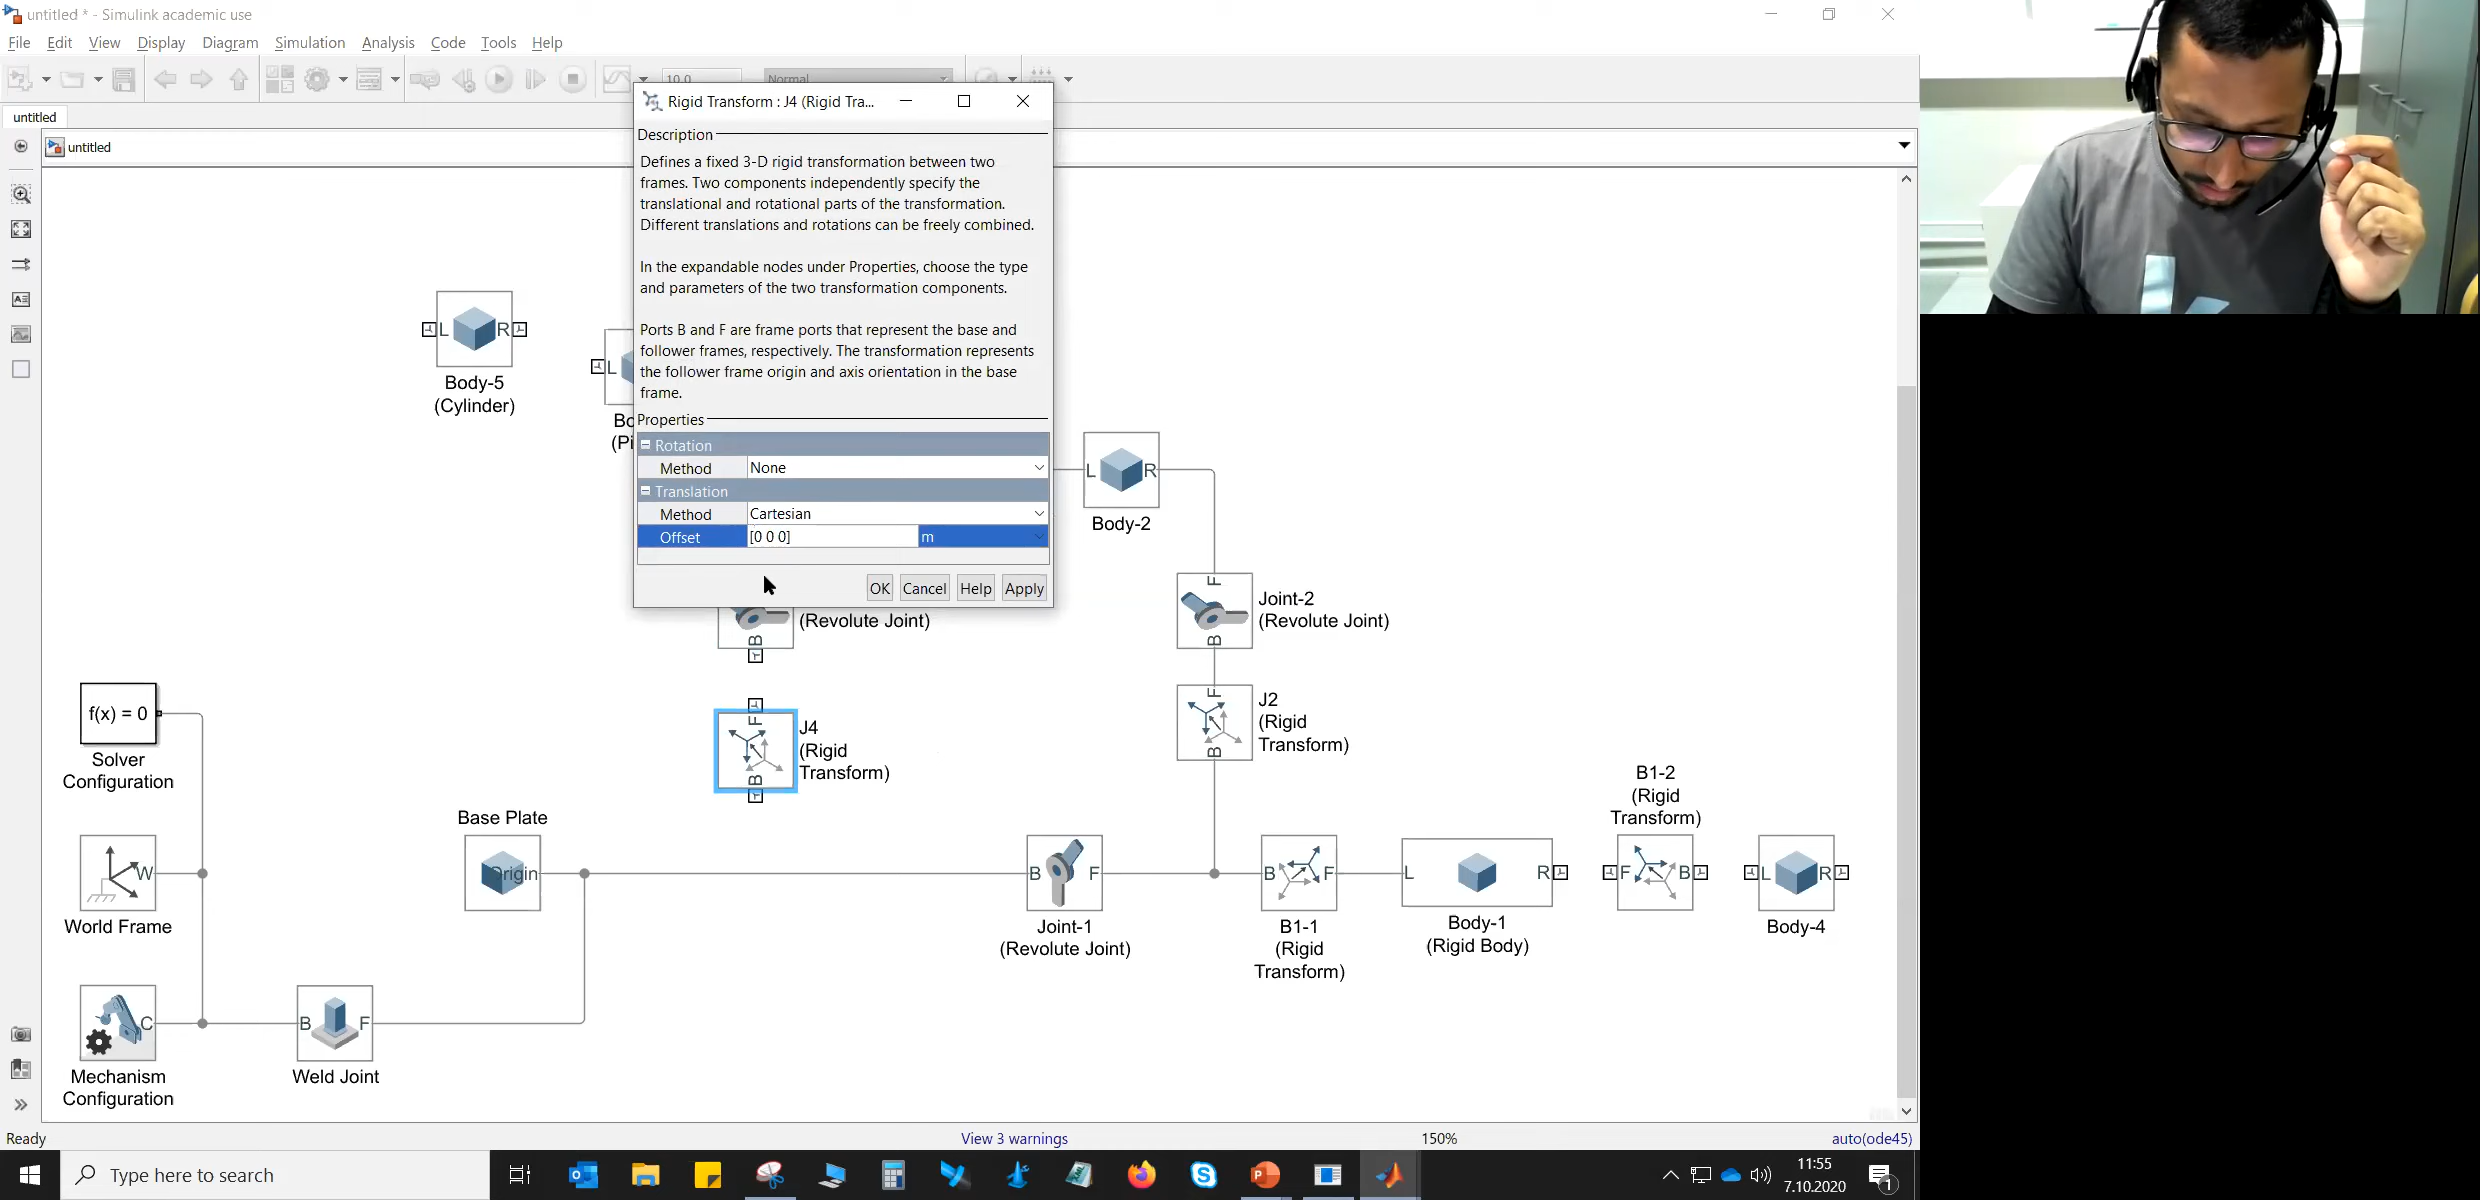 untitled * - Simulink academic use
File Edit View Display Diagram Simulation Analysis Code Tools Help
10.0
Normal
untitled
untitled
Rigid Transform : J4 (Rigid Tra...
Description
Defines a fixed 3-D rigid transformation between two
frames. Two components independently specify the
translational and rotational parts of the transformation.
Different translations and rotations can be freely combined.
In the expandable nodes under Properties, choose the type
and parameters of the two transformation components.
Ports B and F are frame ports that represent the base and
follower frames, respectively. The transformation represents
the follower frame origin and axis orientation in the base
frame.
Properties
Rotation
Method None
Translation
Method Cartesian
Offset [0 0 0] m
OK Cancel Help Apply
L R
Body-5
(Cylinder)
L
Bo
(Pi
L R
Body-2
B
(Revolute Joint)
F
B
Joint-2
(Revolute Joint)
F
B
J4
(Rigid
Transform)
F
B
J2
(Rigid
Transform)
f(x) = 0
Solver
Configuration
W
World Frame
C
Mechanism
Configuration
B F
Weld Joint
Base Plate
Origin
B F
Joint-1
(Revolute Joint)
B F
B1-1
(Rigid
Transform)
L R
Body-1
(Rigid Body)
B1-2
(Rigid
Transform)
F B
L R
Body-4
Ready
View 3 warnings
150%
auto(ode45)
Type here to search
11:55
7.10.2020
1